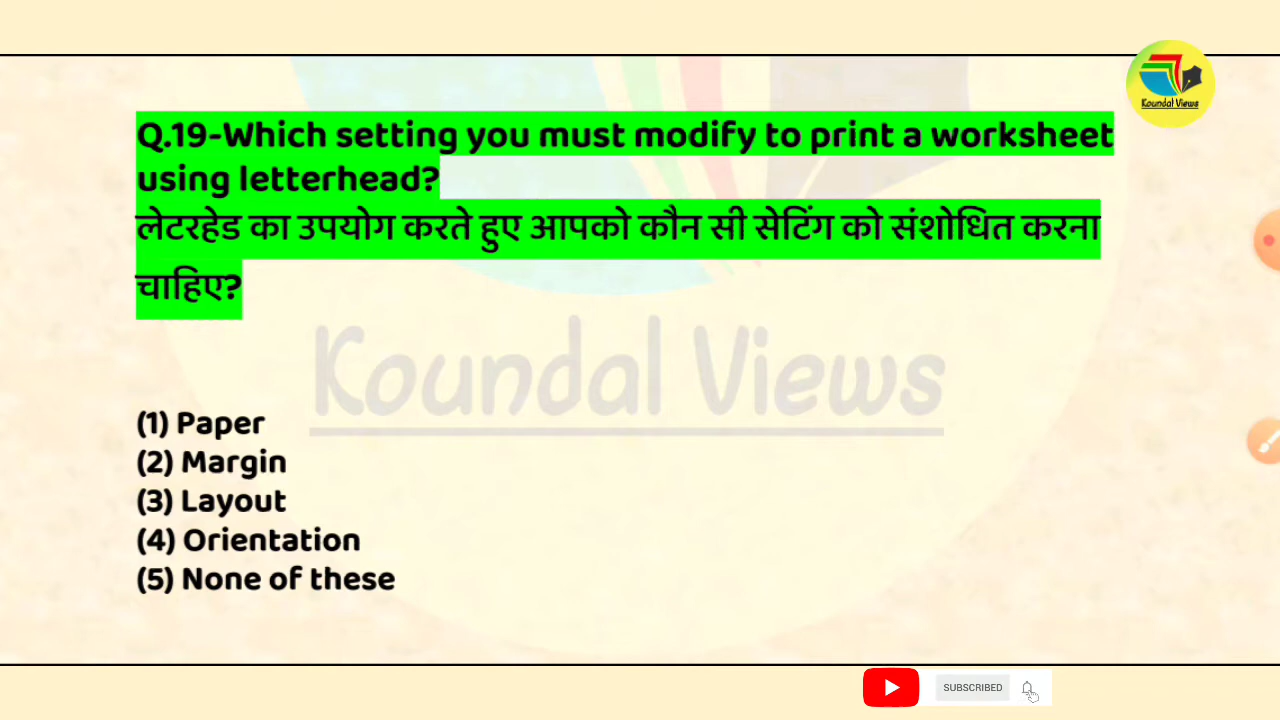 Koundal Views
Q.19-Which setting you must modify to print a worksheet
using letterhead?
लेटरहेड का उपयोग करते हुए आपको कौन सी सेटिंग को संशोधित करना
चाहिए?
Koundal Views
(1) Paper
(2) Margin
(3) Layout
(4) Orientation
(5) None of these
SUBSCRIBED